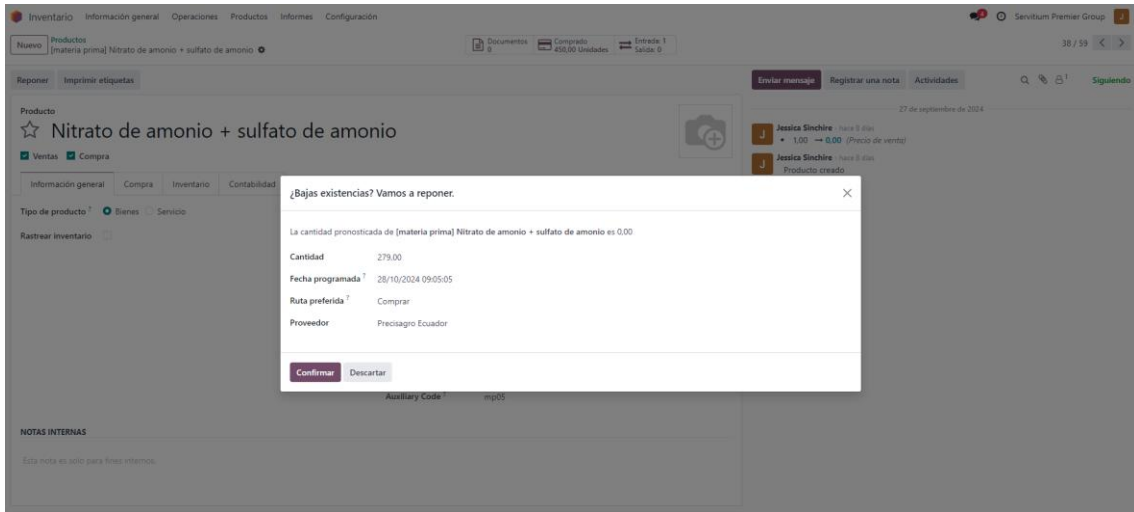 Inventario Información general Operaciones Productos Informes Configuración
Servitium Premier Group J
Nuevo Productos
[materia prima] Nitrato de amonio + sulfato de amonio
Documentos 0
Comprado 450,00 Unidades
Entrada: 1
Salida: 0
38 / 59
Reponer Imprimir etiquetas
Enviar mensaje Registrar una nota Actividades 1 Siguiendo
27 de septiembre de 2024
Producto
Nitrato de amonio + sulfato de amonio
Ventas Compra
J Jessica Sinchire
1,00 → 0,00 (Precio de venta)
J Jessica Sinchire
Producto creado
Información general Compra Inventario Contabilidad
Tipo de producto ? Bienes Servicio
Rastrear inventario
¿Bajas existencias? Vamos a reponer.
La cantidad pronosticada de [materia prima] Nitrato de amonio + sulfato de amonio es 0,00
Cantidad 279,00
Fecha programada ? 28/10/2024 09:05:05
Ruta preferida ? Comprar
Proveedor Precisagro Ecuador
Confirmar Descartar
Auxiliary Code ? mp05
NOTAS INTERNAS
Esta nota es solo para fines internos.